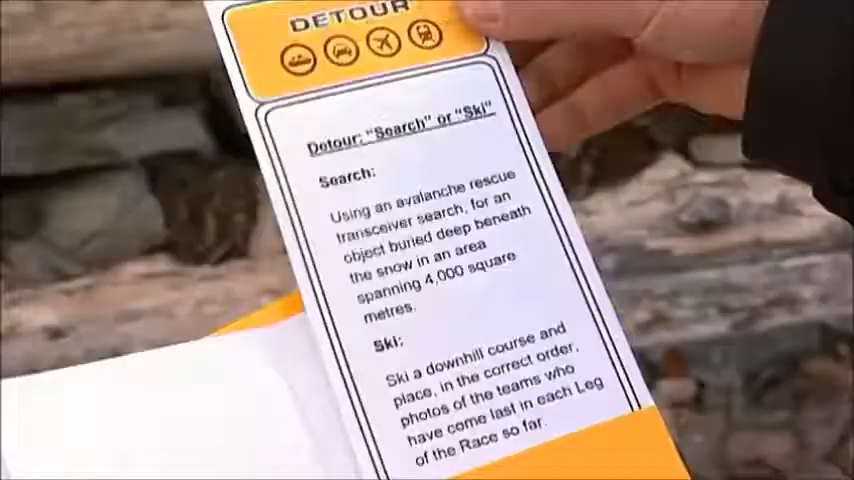 DETOUR
Detour: "Search" or "Ski"
Search:
Using an avalanche rescue
transceiver search, for an
object buried deep beneath
the snow in an area
spanning 4,000 square
metres.
Ski:
Ski a downhill course and
place, in the correct order,
photos of the teams who
have come last in each Leg
of the Race so far.